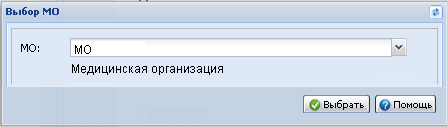 Выбор МО
МО: МО
Медицинская организация
Выбрать Помощь